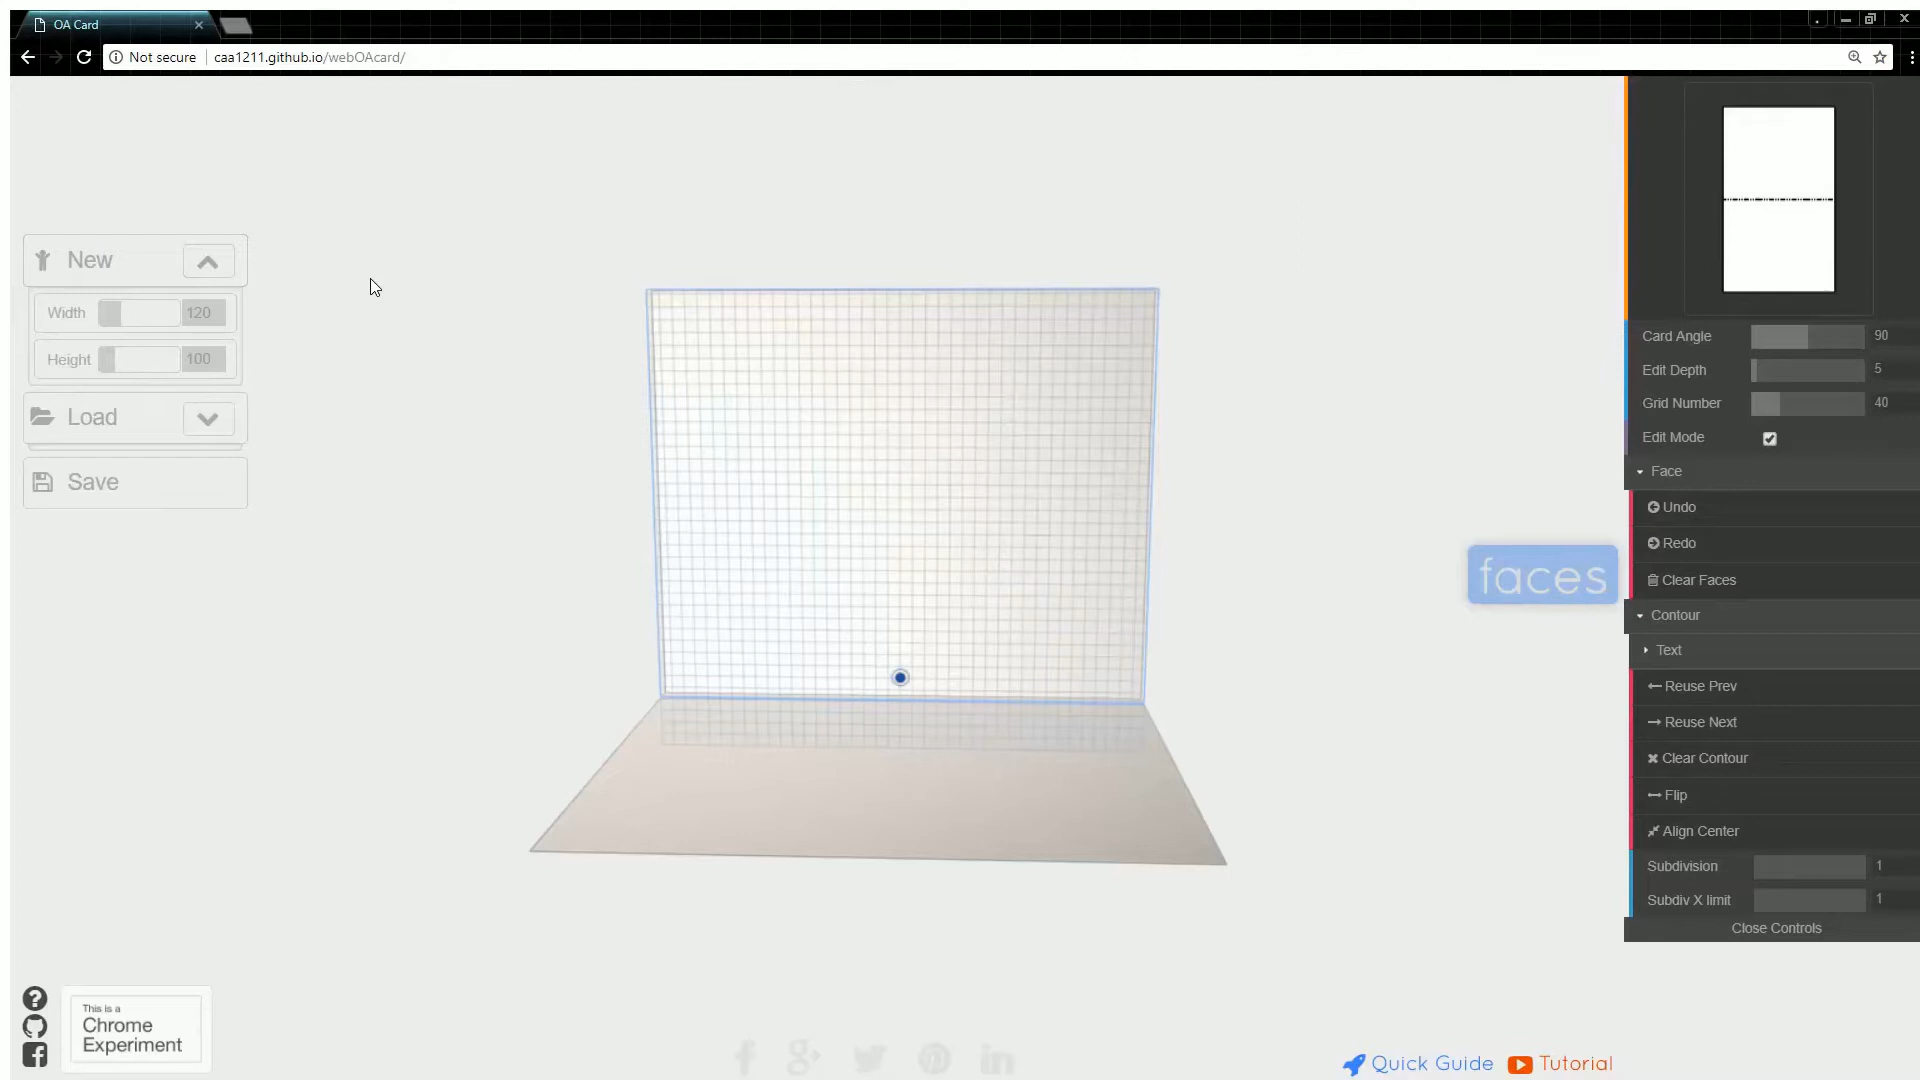 OA Card
Not secure
caa1211.github.io/webOAcard/
New
Width 120
Height 100
Load
Save
Card Angle 90
Edit Depth 5
Grid Number 40
Edit Mode
Face
Undo
Redo
Clear Faces
faces
Contour
Text
Reuse Prev
Reuse Next
Clear Contour
Flip
Align Center
Subdivision 1
Subdiv X limit 1
Close Controls
This is a
Chrome
Experiment
Quick Guide
Tutorial